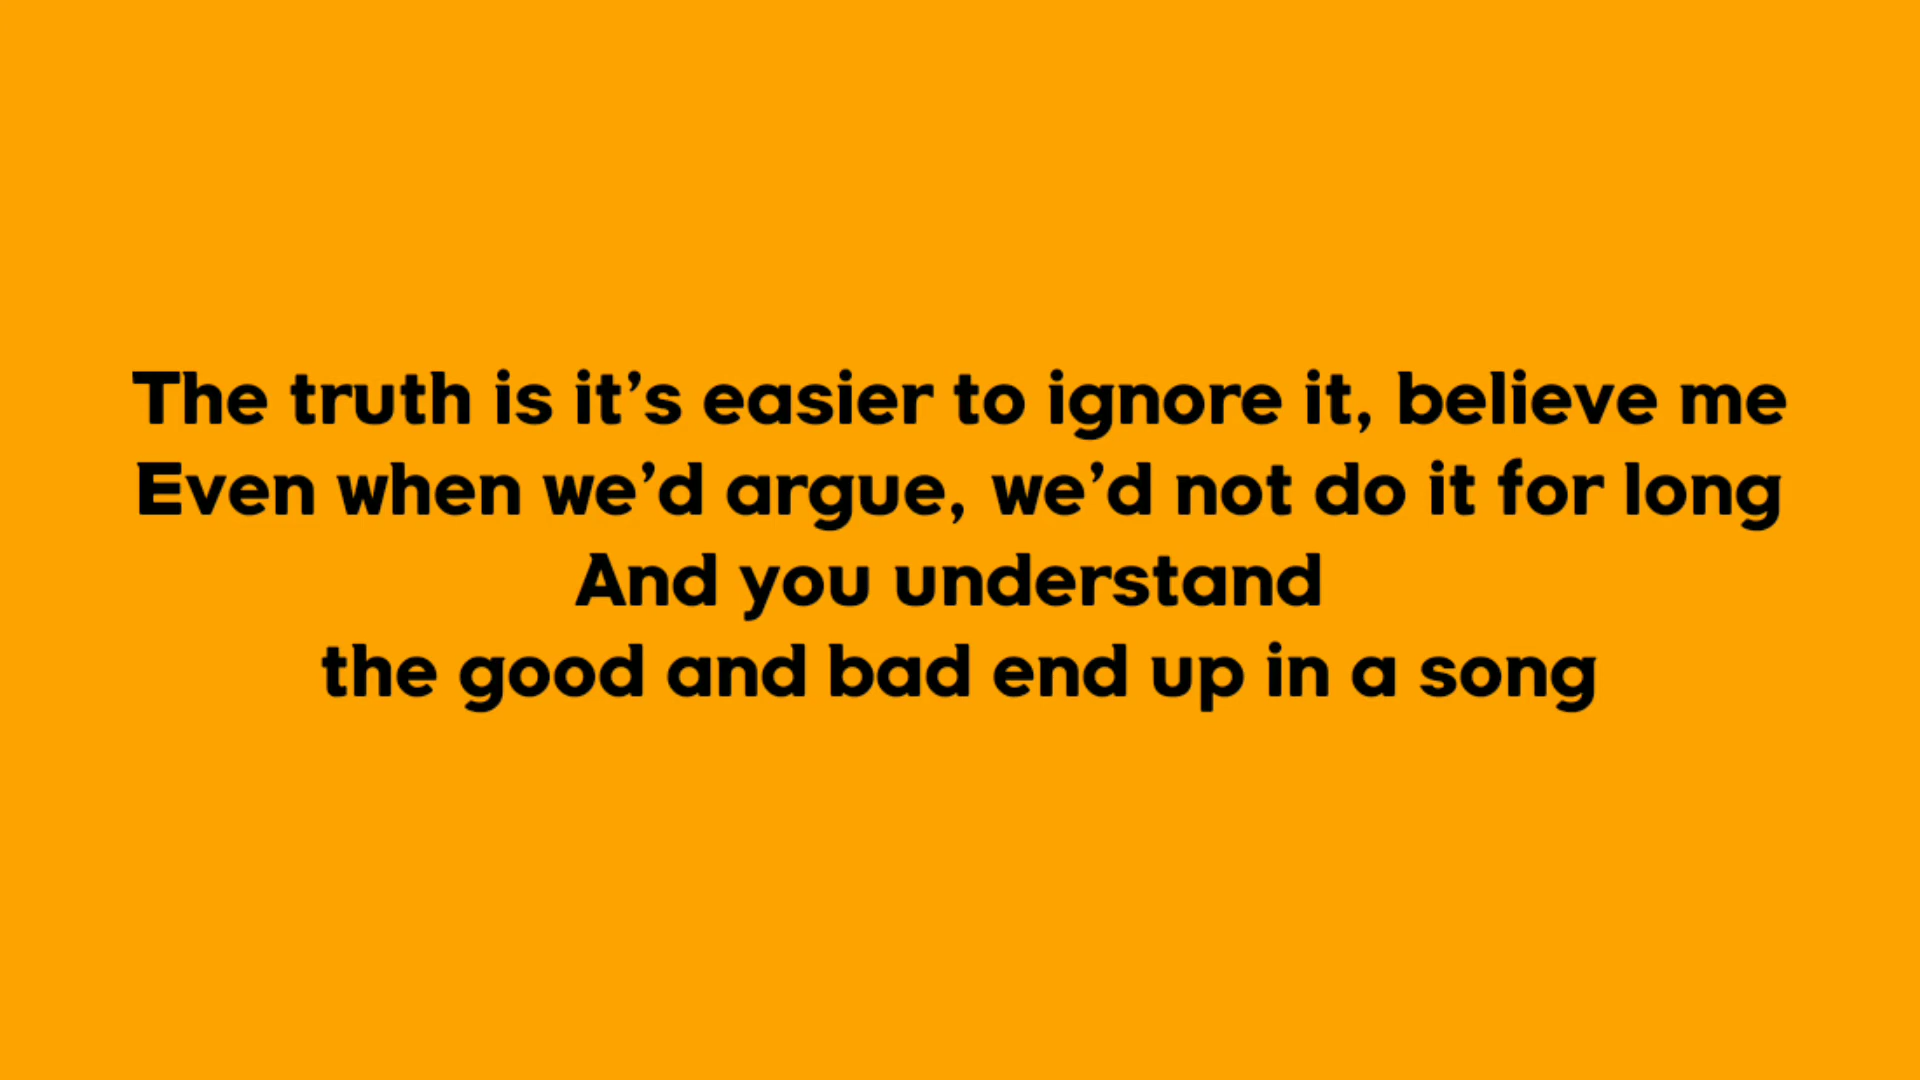 The truth is it’s easier to ignore it, believe me
Even when we’d argue, we’d not do it for long
And you understand
the good and bad end up in a song